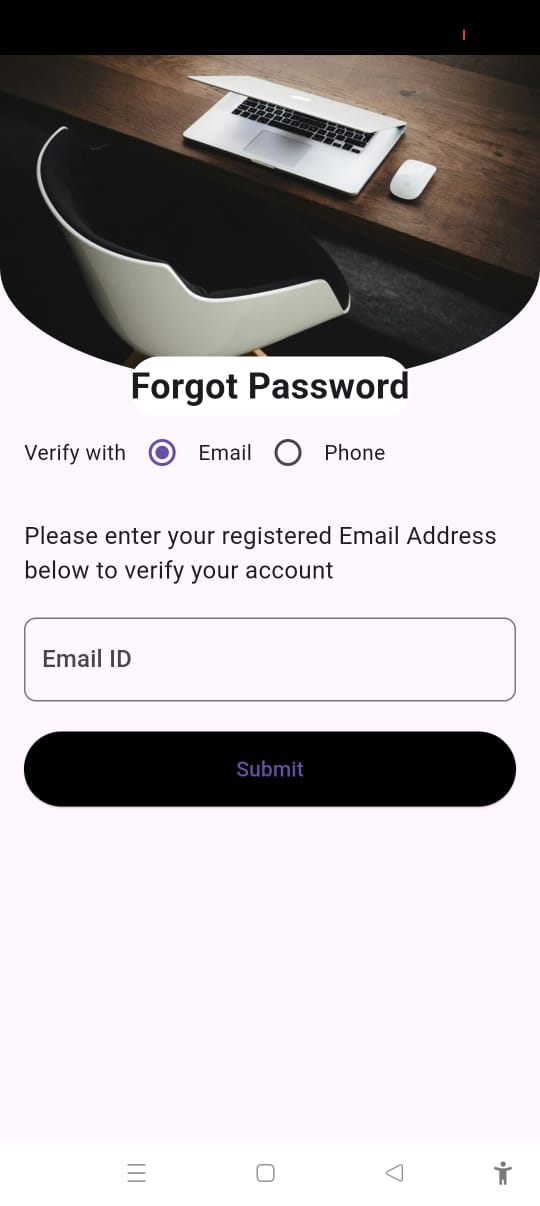 Forgot Password
Verify with Email Phone
Please enter your registered Email Address
below to verify your account
Email ID
Submit